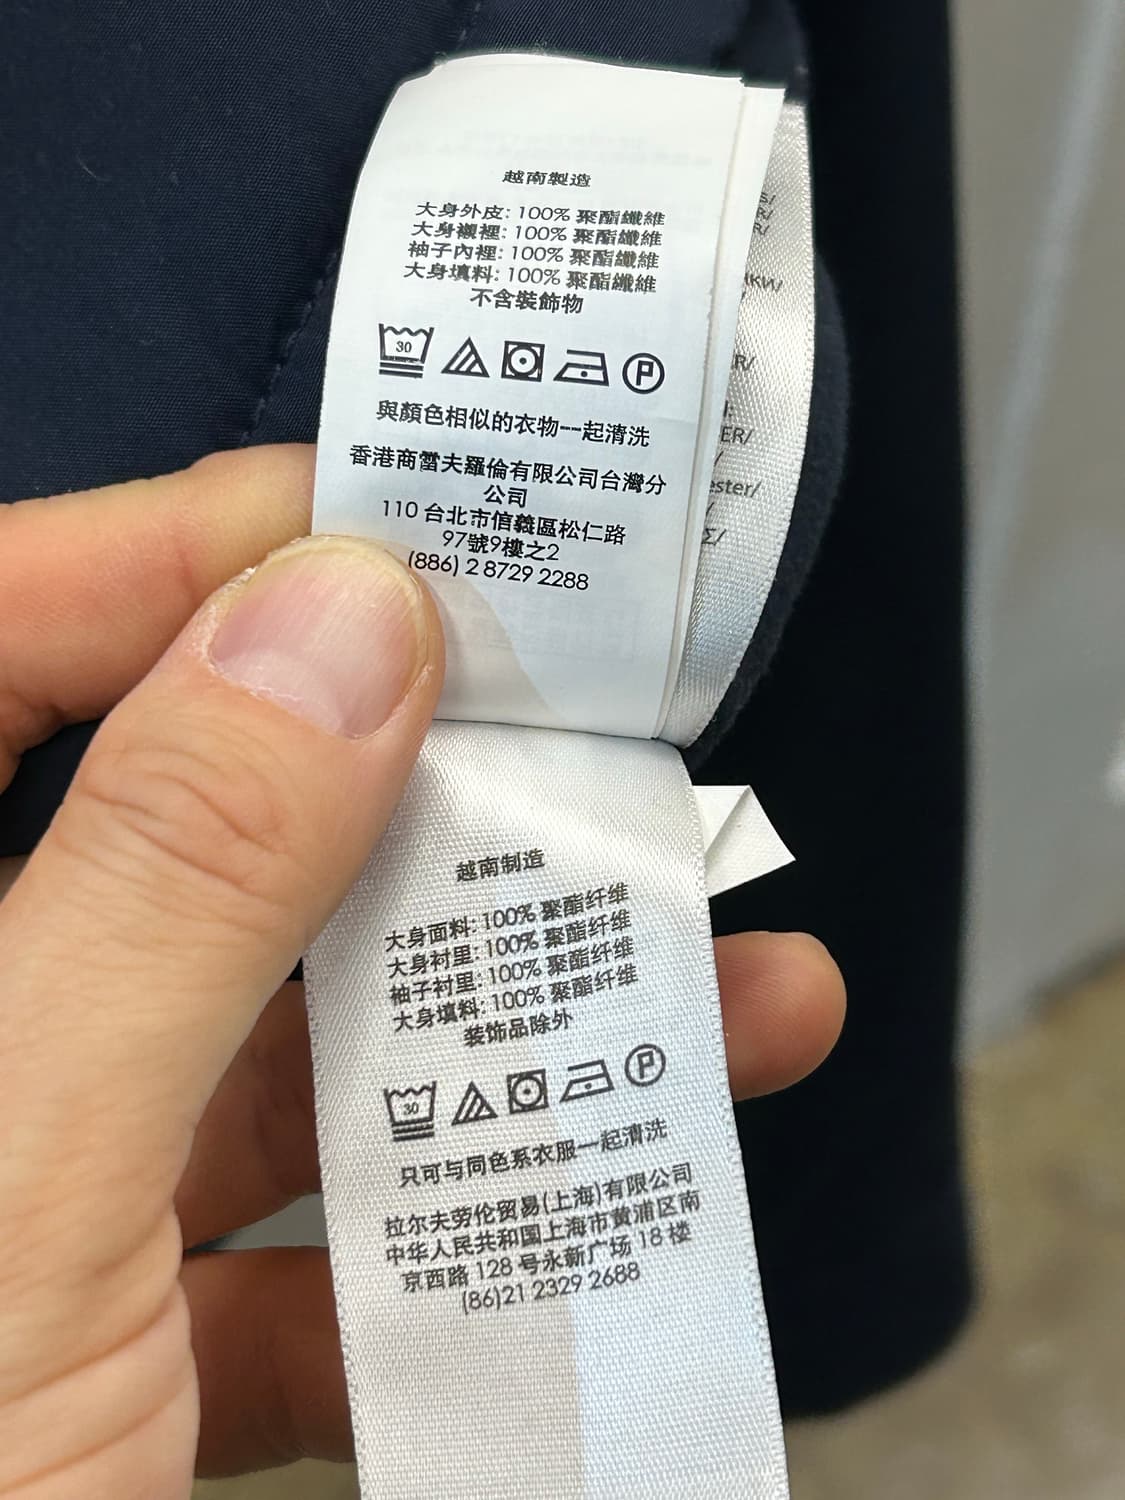 越南製造
大身外皮: 100% 聚酯纖維
大身襯裡: 100% 聚酯纖維
袖子內裡: 100% 聚酯纖維
大身填料: 100% 聚酯纖維
不含裝飾物
30
P
與顏色相似的衣物一起清洗
香港商雷夫羅倫有限公司台灣分
公司
110 台北市信義區松仁路
97號9樓之2
(886) 2 8729 2288
S/
R/
R/
ΙΚИ/
/
R/
:
ER/
/
ester/
/
Σ/
越南制造
大身面料: 100% 聚酯纤维
大身衬里: 100% 聚酯纤维
袖子衬里: 100% 聚酯纤维
大身填料: 100% 聚酯纤维
装饰品除外
30
P
只可与同色系衣服一起清洗
拉尔夫劳伦贸易(上海)有限公司
中华人民共和国上海市黄浦区南
京西路 128 号永新广场 18 楼
(86)21 2329 2688